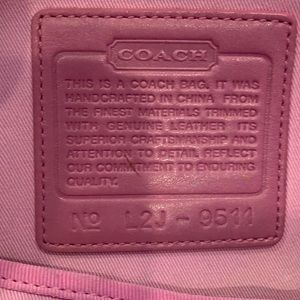 COACH
THIS IS A COACH BAG. IT WAS
HANDCRAFTED IN CHINA FROM
THE FINEST MATERIALS TRIMMED
WITH GENUINE LEATHER ITS
SUPERIOR CRAFTSMANSHIP AND
ATTENTION TO DETAIL REFLECT
OUR COMMITMENT TO ENDURING
QUALITY.
Nº L2J - 9511